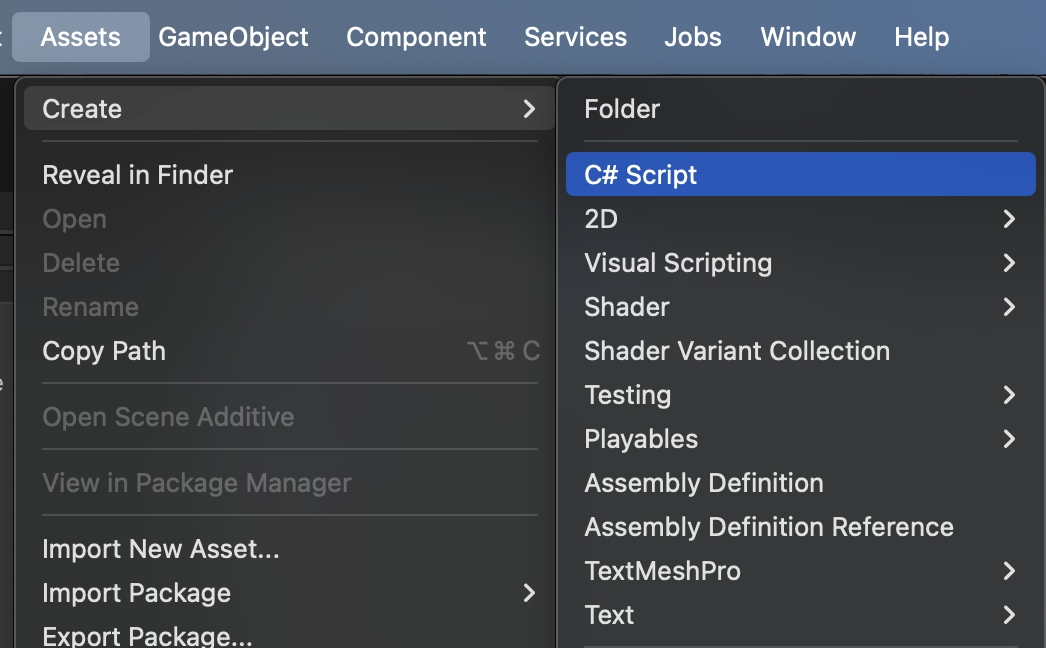 Assets GameObject Component Services Jobs Window Help
Create
Reveal in Finder
Open
Delete
Rename
Copy Path ⌥⌘C
Open Scene Additive
View in Package Manager
Import New Asset...
Import Package
Export Package...
Folder
C# Script
2D
Visual Scripting
Shader
Shader Variant Collection
Testing
Playables
Assembly Definition
Assembly Definition Reference
TextMeshPro
Text